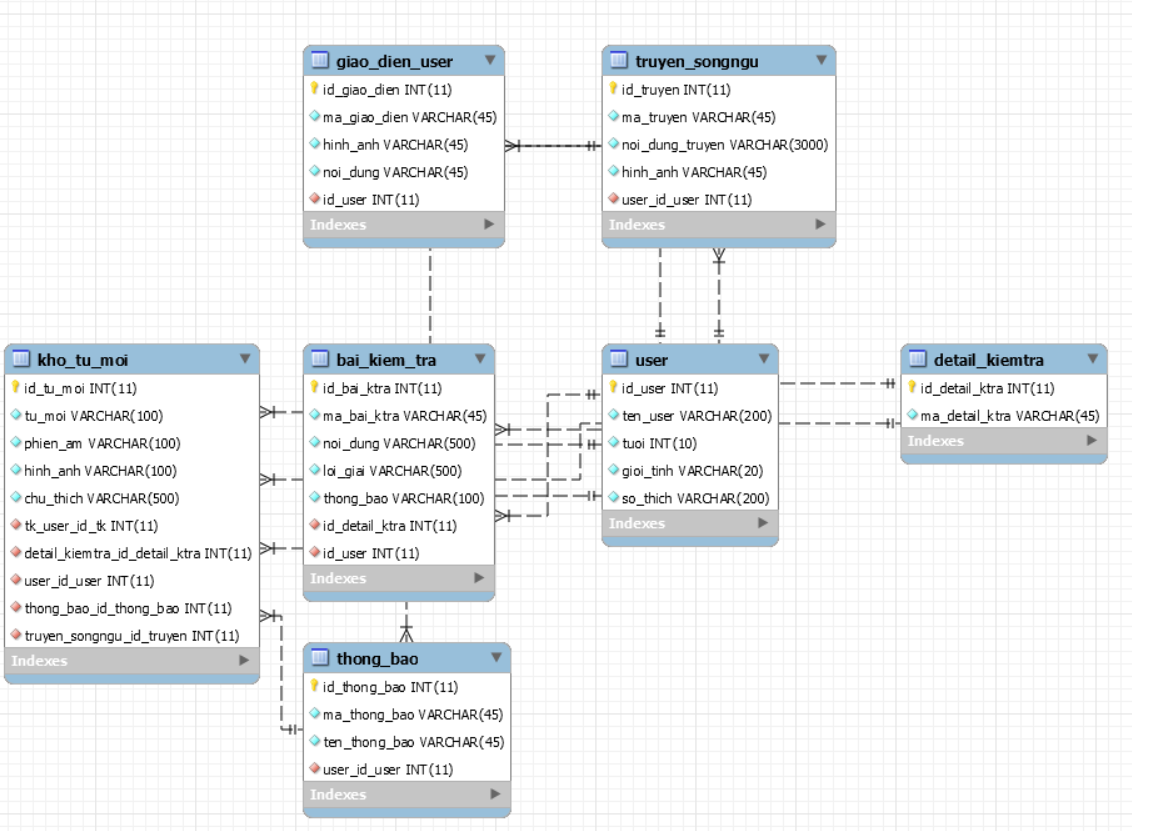 giao_dien_user
id_giao_dien INT(11)
ma_giao_dien VARCHAR(45)
hinh_anh VARCHAR(45)
noi_dung VARCHAR(45)
id_user INT(11)
Indexes
truyen_songngu
id_truyen INT(11)
ma_truyen VARCHAR(45)
noi_dung_truyen VARCHAR(3000)
hinh_anh VARCHAR(45)
user_id_user INT(11)
Indexes
kho_tu_moi
id_tu_moi INT(11)
tu_moi VARCHAR(100)
phien_am VARCHAR(100)
hinh_anh VARCHAR(100)
chu_thich VARCHAR(500)
tk_user_id_tk INT(11)
detail_kiemtra_id_detail_ktra INT(11)
user_id_user INT(11)
thong_bao_id_thong_bao INT(11)
truyen_songngu_id_truyen INT(11)
Indexes
bai_kiem_tra
id_bai_ktra INT(11)
ma_bai_ktra VARCHAR(45)
noi_dung VARCHAR(500)
loi_giai VARCHAR(500)
thong_bao VARCHAR(100)
id_detail_ktra INT(11)
id_user INT(11)
Indexes
user
id_user INT(11)
ten_user VARCHAR(200)
tuoi INT(10)
gioi_tinh VARCHAR(20)
so_thich VARCHAR(200)
Indexes
detail_kiemtra
id_detail_ktra INT(11)
ma_detail_ktra VARCHAR(45)
Indexes
thong_bao
id_thong_bao INT(11)
ma_thong_bao VARCHAR(45)
ten_thong_bao VARCHAR(45)
user_id_user INT(11)
Indexes